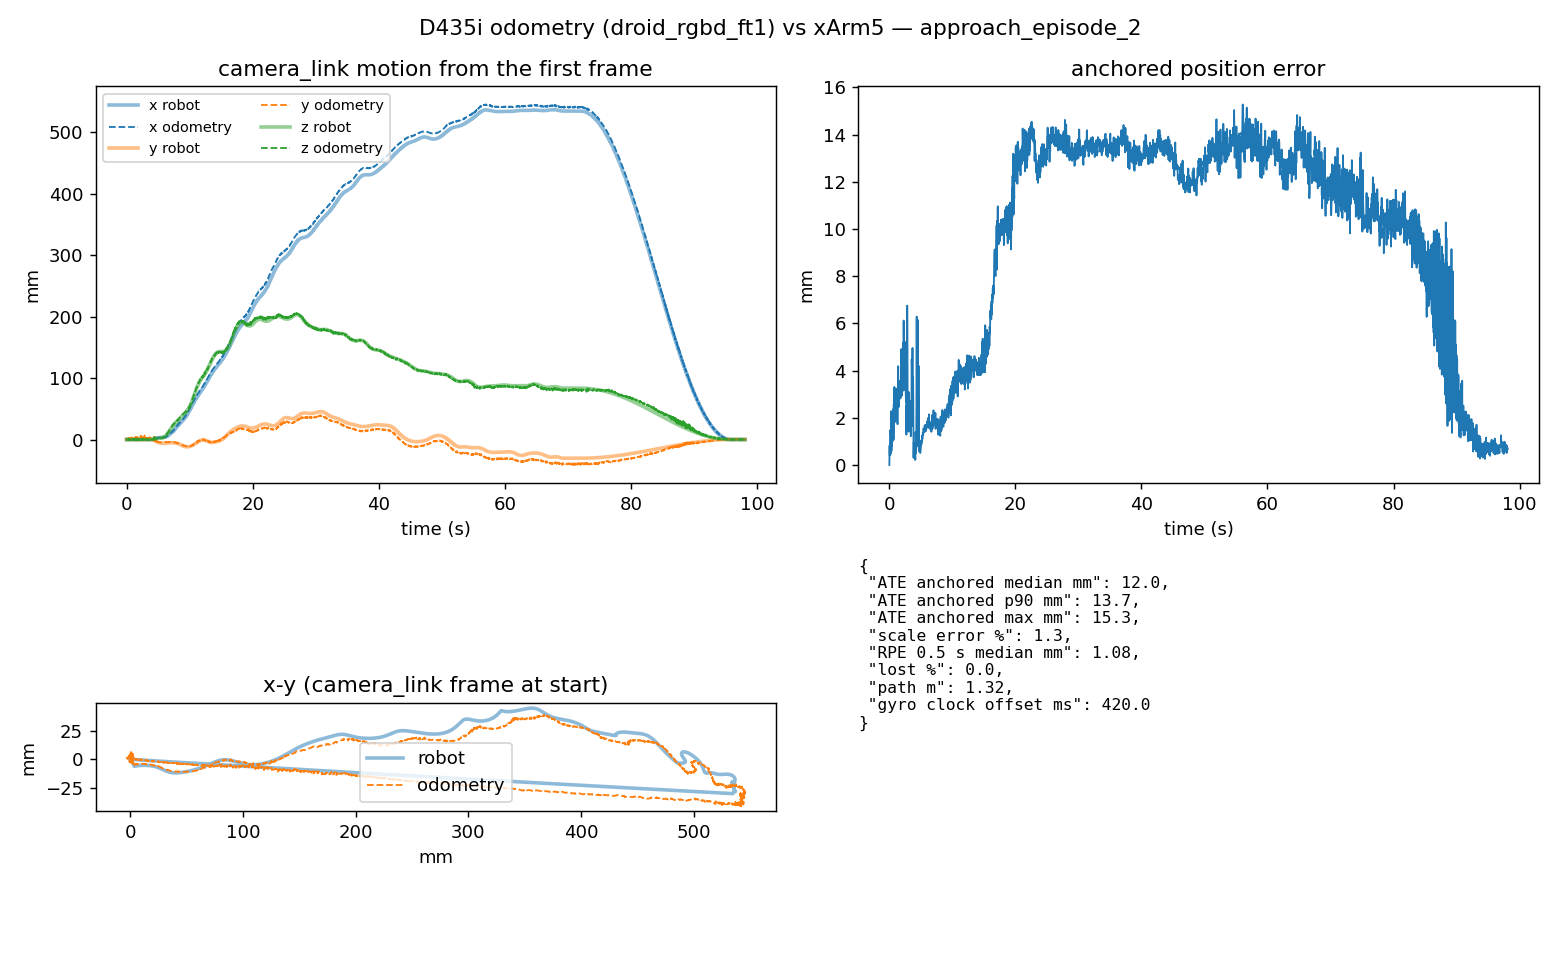 D435i odometry (droid_rgbd_ft1) vs xArm5 — approach_episode_2
camera_link motion from the first frame
x robot
x odometry
y robot
y odometry
z robot
z odometry
500
400
300
200
100
0
mm
0 20 40 60 80 100
time (s)
anchored position error
16
14
12
10
8
6
4
2
0
mm
0 20 40 60 80 100
time (s)
x-y (camera_link frame at start)
robot
odometry
25
0
−25
mm
0 100 200 300 400 500
mm
{
"ATE anchored median mm": 12.0,
"ATE anchored p90 mm": 13.7,
"ATE anchored max mm": 15.3,
"scale error %": 1.3,
"RPE 0.5 s median mm": 1.08,
"lost %": 0.0,
"path m": 1.32,
"gyro clock offset ms": 420.0
}